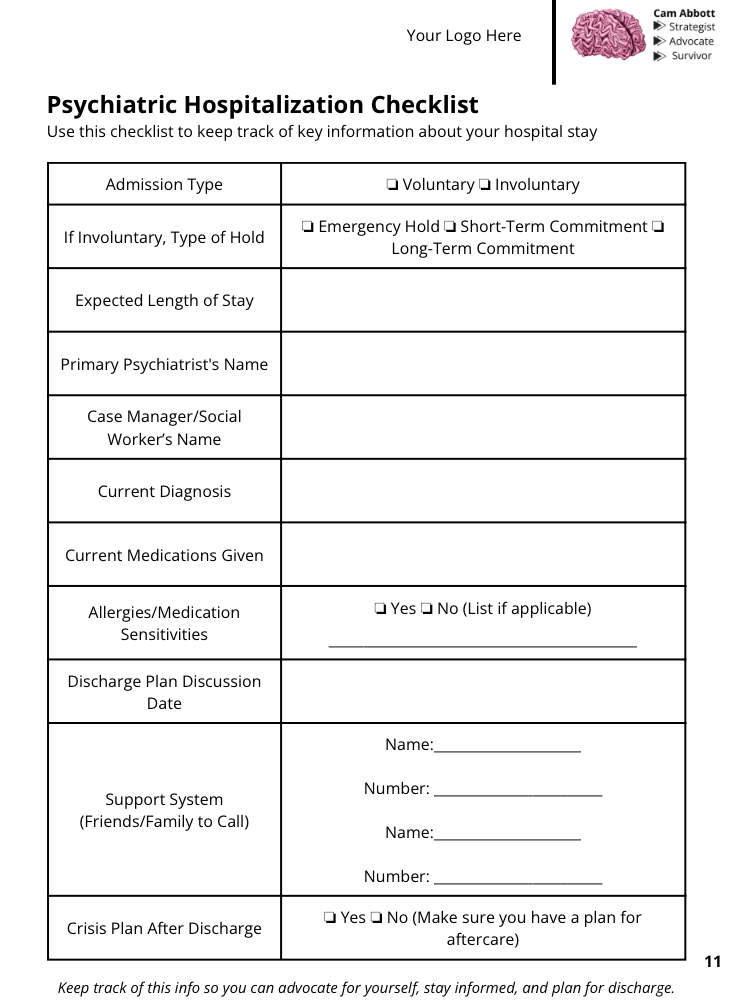 Your Logo Here
Cam Abbott
Strategist
Advocate
Survivor
Psychiatric Hospitalization Checklist
Use this checklist to keep track of key information about your hospital stay
Admission Type
❏ Voluntary ❏ Involuntary
If Involuntary, Type of Hold
❏ Emergency Hold ❏ Short-Term Commitment ❏
Long-Term Commitment
Expected Length of Stay
Primary Psychiatrist's Name
Case Manager/Social
Worker’s Name
Current Diagnosis
Current Medications Given
Allergies/Medication
Sensitivities
❏ Yes ❏ No (List if applicable)
Discharge Plan Discussion
Date
Support System
(Friends/Family to Call)
Name:____________________
Number: _______________________
Name:____________________
Number: _______________________
Crisis Plan After Discharge
❏ Yes ❏ No (Make sure you have a plan for
aftercare)
11
Keep track of this info so you can advocate for yourself, stay informed, and plan for discharge.